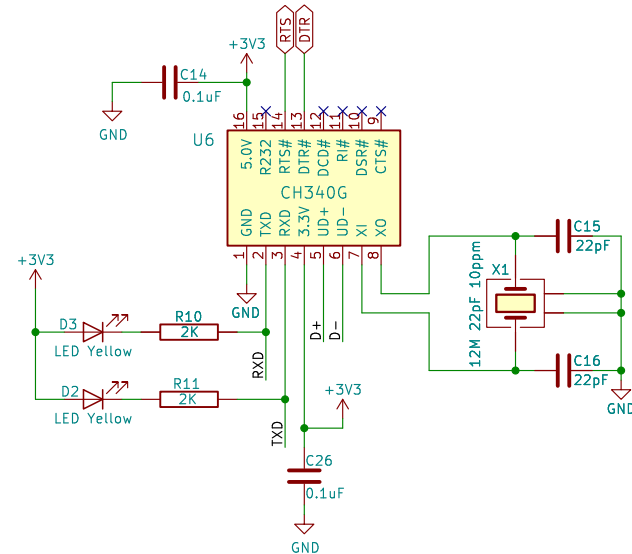 RTS
DTR
+3V3
C14
0.1uF
GND
16
15
14
13
12
11
10
9
U6
5.0V
R232
RTS#
DTR#
DCD#
RI#
DSR#
CTS#
CH340G
GND
TXD
RXD
3.3V
UD+
UD-
XI
XO
1
2
3
4
5
6
7
8
C15
22pF
X1
12M 22pF 10ppm
C16
22pF
GND
+3V3
GND
D3
LED Yellow
R10
2K
RXD
D+
D-
D2
LED Yellow
R11
2K
TXD
+3V3
C26
0.1uF
GND